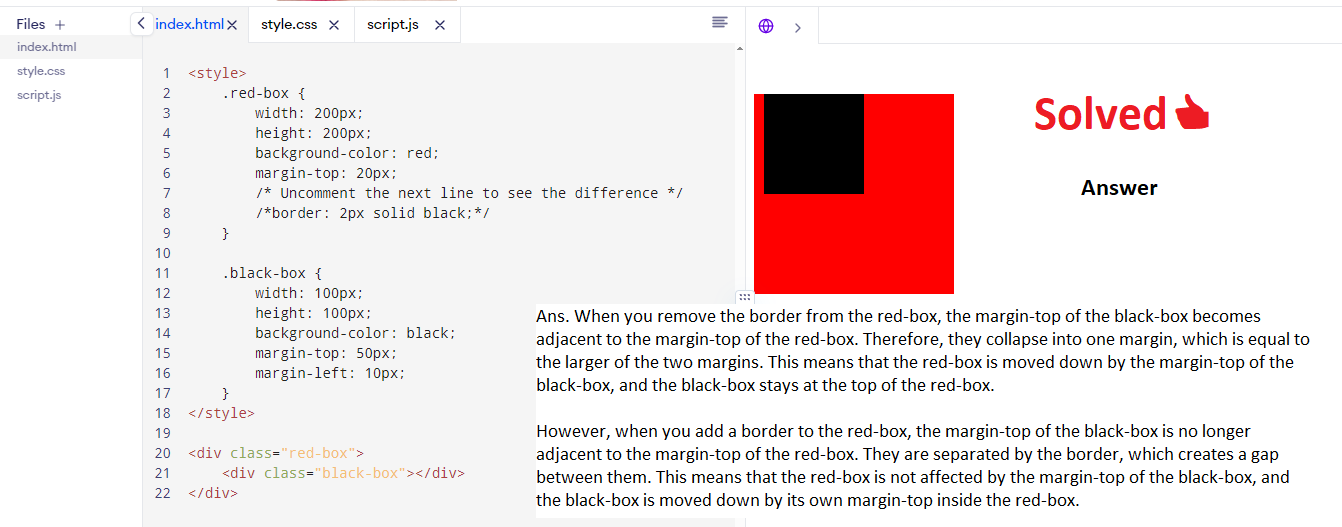 Files +
index.html
style.css
script.js
index.html
style.css
script.js
1 <style>
2 .red-box {
3 width: 200px;
4 height: 200px;
5 background-color: red;
6 margin-top: 20px;
7 /* Uncomment the next line to see the difference */
8 /*border: 2px solid black;*/
9 }
10
11 .black-box {
12 width: 100px;
13 height: 100px;
14 background-color: black;
15 margin-top: 50px;
16 margin-left: 10px;
17 }
18 </style>
19
20 <div class="red-box">
21 <div class="black-box"></div>
22 </div>
Solved
Answer
Ans. When you remove the border from the red-box, the margin-top of the black-box becomes
adjacent to the margin-top of the red-box. Therefore, they collapse into one margin, which is equal to
the larger of the two margins. This means that the red-box is moved down by the margin-top of the
black-box, and the black-box stays at the top of the red-box.
However, when you add a border to the red-box, the margin-top of the black-box is no longer
adjacent to the margin-top of the red-box. They are separated by the border, which creates a gap
between them. This means that the red-box is not affected by the margin-top of the black-box, and
the black-box is moved down by its own margin-top inside the red-box.